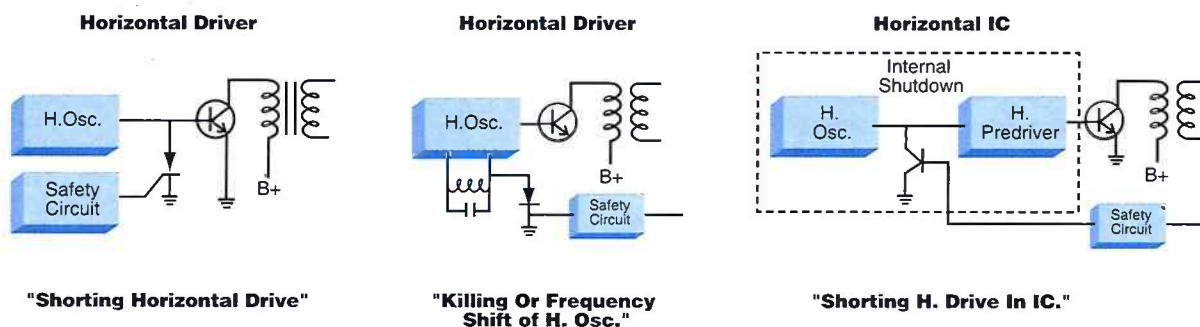 Horizontal Driver
H.Osc.
Safety
Circuit
B+
"Shorting Horizontal Drive"
Horizontal Driver
H.Osc.
B+
Safety
Circuit
"Killing Or Frequency
Shift of H. Osc."
Horizontal IC
Internal
Shutdown
H.
Osc.
H.
Predriver
B+
Safety
Circuit
"Shorting H. Drive In IC."